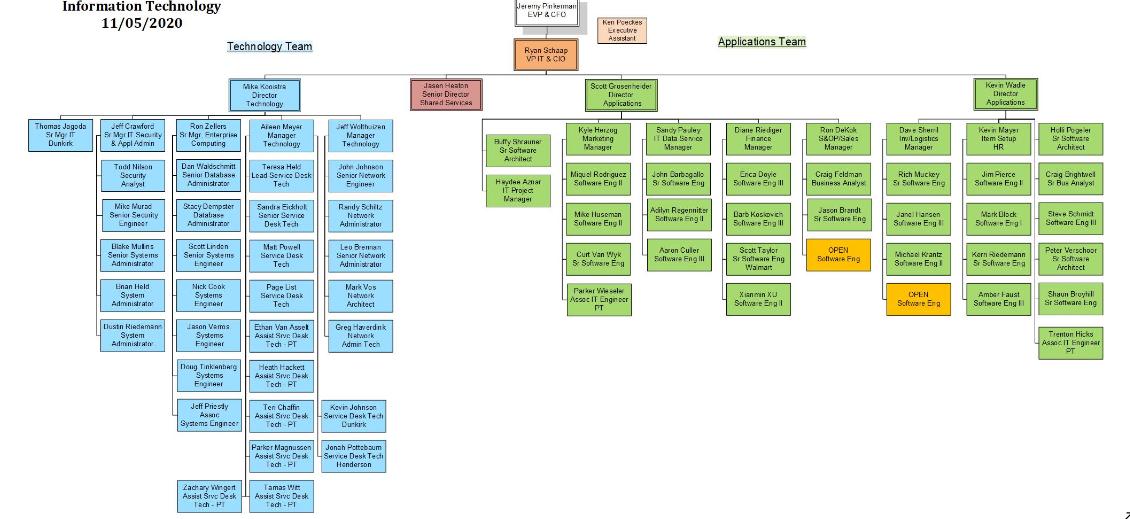 Information Technology
11/05/2020
Jeremy Pinkerman
EVP & CFO
Ken Poeckes
Executive
Assistant
Technology Team
Ryan Schaap
VP IT & CIO
Applications Team
Mike Kooistra
Director
Technology
Jasen Heaton
Senior Director
Shared Services
Scott Grosenheider
Director
Applications
Kevin Wadle
Director
Applications
Thomas Jagoda
Sr Mgr IT
Dunkirk
Jeff Crawford
Sr Mgr IT Security
& Appl Admin
Todd Nilson
Security
Analyst
Mike Murad
Senior Security
Engineer
Blake Mullins
Senior Systems
Administrator
Brian Held
System
Administrator
Dustin Riedemann
System
Administrator
Ron Zellers
Sr Mgr. Enterprise
Computing
Dan Waldschmitt
Senior Database
Administrator
Stacy Dempster
Database
Administrator
Scott Linden
Senior Systems
Engineer
Nick Cook
Systems
Engineer
Jason Verros
Systems
Engineer
Doug Tinklenberg
Systems
Engineer
Jeff Priestly
Assoc
Systems Engineer
Aileen Meyer
Manager
Technology
Teresa Held
Lead Service Desk
Tech
Sandra Eickholt
Senior Service
Desk Tech
Matt Powell
Service Desk
Tech
Page List
Service Desk
Tech
Ethan Van Asselt
Assist Srvc Desk
Tech - PT
Heath Hackett
Assist Srvc Desk
Tech - PT
Teri Chaffin
Assist Srvc Desk
Tech - PT
Parker Magnussen
Assist Srvc Desk
Tech - PT
Zachary Wingert
Assist Srvc Desk
Tech - PT
Tamas Witt
Assist Srvc Desk
Tech - PT
Jeff Wolthuizen
Manager
Technology
John Johnson
Senior Network
Engineer
Randy Schiltz
Network
Administrator
Leo Brennan
Senior Network
Administrator
Mark Vos
Network
Architect
Greg Haverdink
Network
Admin Tech
Kevin Johnson
Service Desk Tech
Dunkirk
Jonah Pottebaum
Service Desk Tech
Henderson
Buffy Shrauner
Sr Software
Architect
Haydee Aznar
IT Project
Manager
Kyle Herzog
Marketing
Manager
Miquel Rodriguez
Software Eng II
Mike Huseman
Software Eng II
Curt Van Wyk
Sr Software Eng
Parker Wieseler
Assoc IT Engineer
PT
Sandy Pauley
IT Data Service
Manager
John Barbagallo
Sr Software Eng
Adilyn Regenmitter
Software Eng II
Aaron Culler
Software Eng III
Diane Riediger
Finance
Manager
Erica Doyle
Software Eng III
Barb Koskovich
Software Eng III
Scott Taylor
Sr Software Eng
Walmart
Xianmin XU
Software Eng II
Ron DeKok
S&OP/Sales
Manager
Craig Feldman
Business Analyst
Jason Brandt
Sr Software Eng
OPEN
Software Eng
Dave Sherril
Inv/Logistics
Manager
Rich Muckey
Sr Software Eng
Janel Hansen
Software Eng III
Michael Krantz
Software Eng II
OPEN
Software Eng
Kevin Mayer
Item Setup
HR
Jim Pierce
Software Eng II
Mark Block
Software Eng I
Kerri Riedemann
Sr Software Eng
Amber Faust
Software Eng III
Holli Pogeler
Sr Software
Architect
Craig Brightwell
Sr Bus Analyst
Steve Schmidt
Software Eng III
Peter Verschoor
Sr Software
Architect
Shaun Broyhill
Sr Software Eng
Trenton Hicks
Assoc IT Engineer
PT